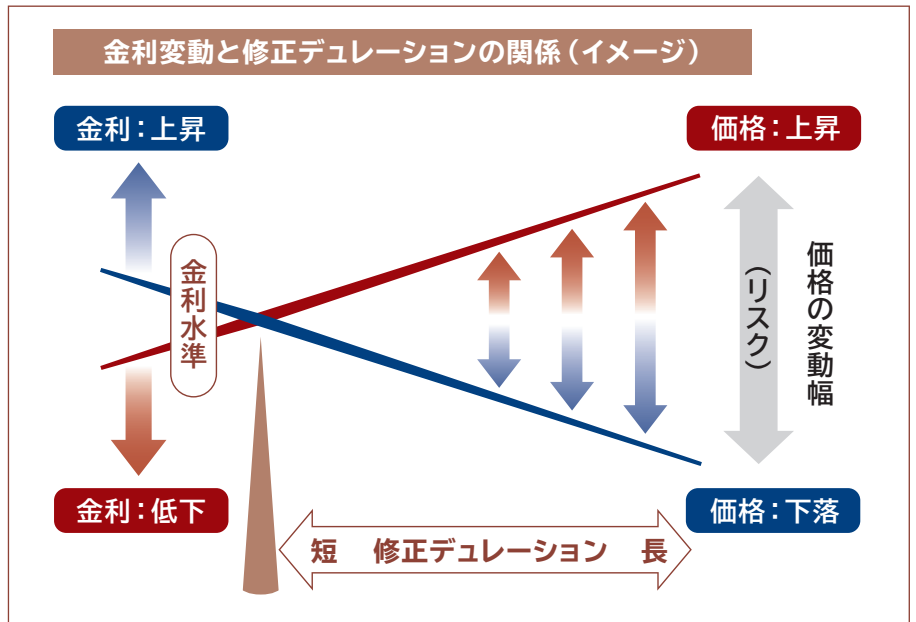 金利変動と修正デュレーションの関係（イメージ）
金利：上昇
価格：上昇
金利水準
価格の変動幅
（リスク）
金利：低下
価格：下落
短 修正デュレーション 長